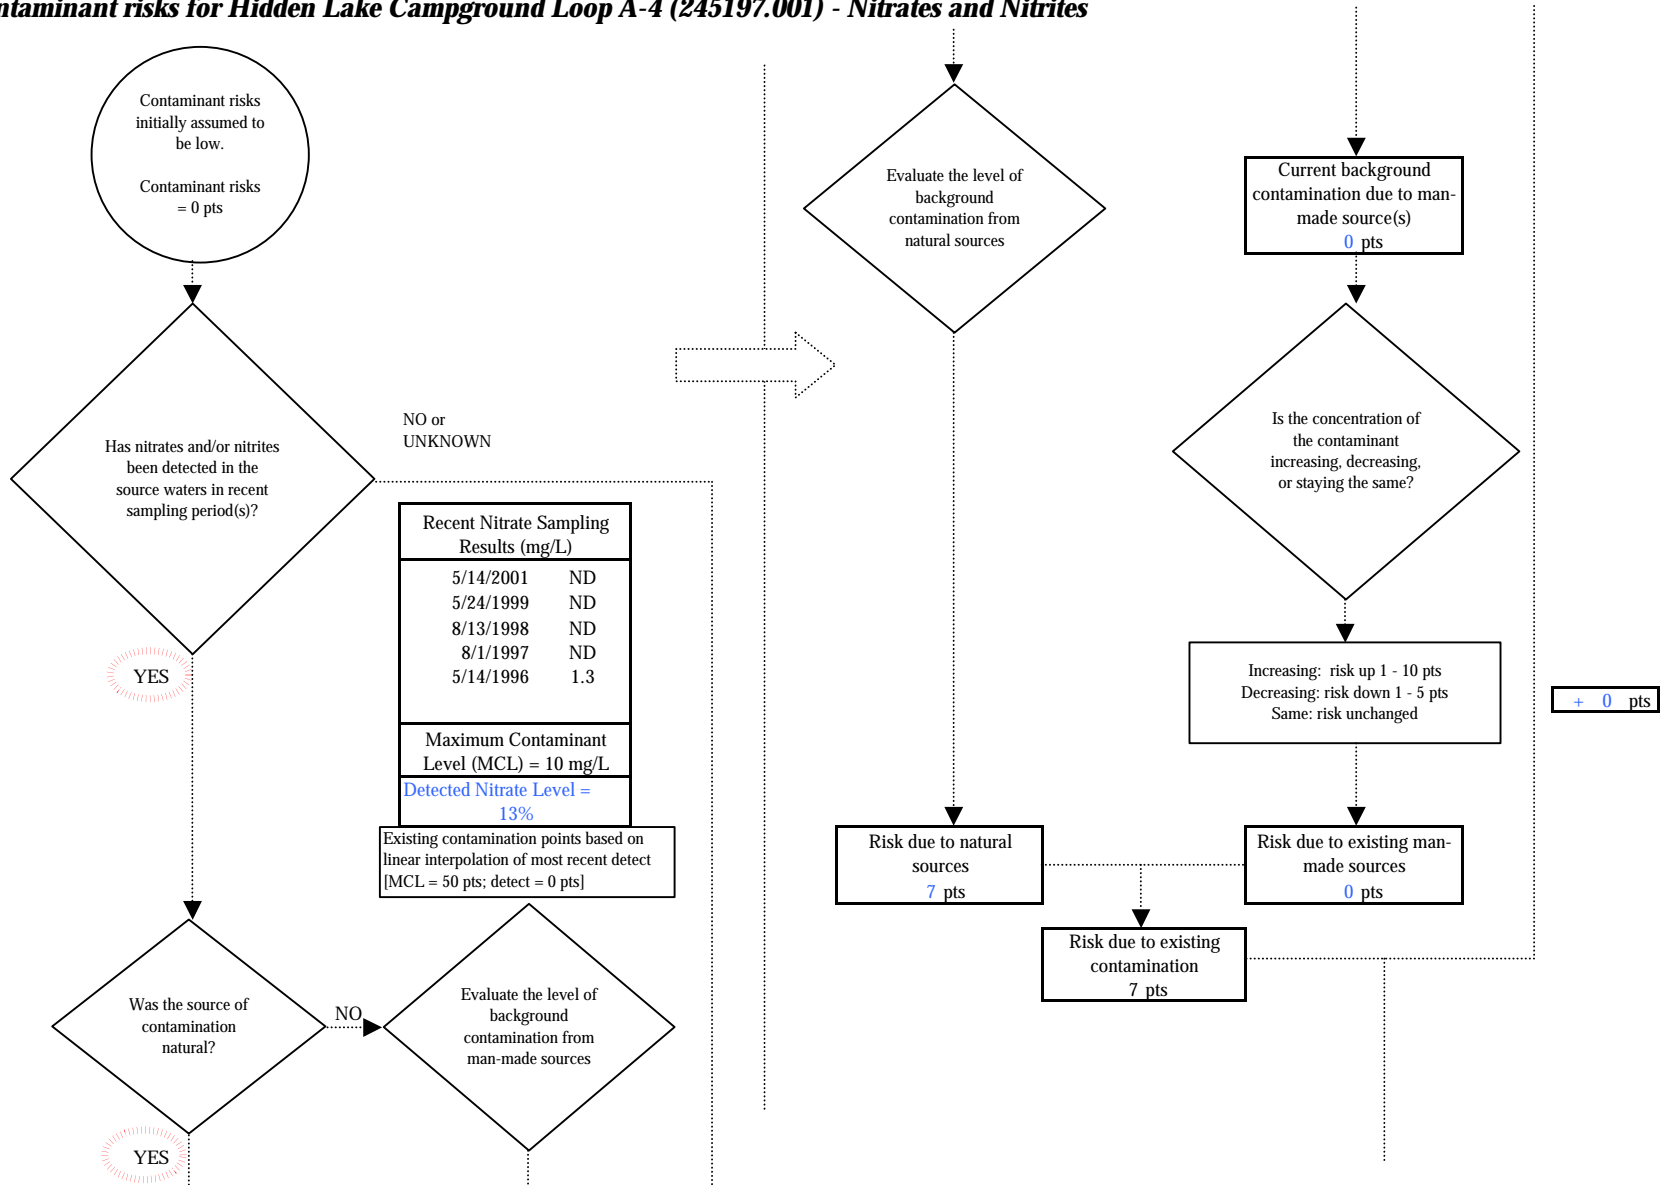 ntaminant risks for Hidden Lake Campground Loop A-4 (245197.001) - Nitrates and Nitrites
Contaminant risks
initially assumed to
be low.
Contaminant risks
= 0 pts
Has nitrates and/or nitrites
been detected in the
source waters in recent
sampling period(s)?
NO or
UNKNOWN
YES
Recent Nitrate Sampling
Results (mg/L)
5/14/2001 ND
5/24/1999 ND
8/13/1998 ND
8/1/1997 ND
5/14/1996 1.3
Maximum Contaminant
Level (MCL) = 10 mg/L
Detected Nitrate Level =
13%
Existing contamination points based on
linear interpolation of most recent detect
[MCL = 50 pts; detect = 0 pts]
Was the source of
contamination
natural?
NO
YES
Evaluate the level of
background
contamination from
man-made sources
Evaluate the level of
background
contamination from
natural sources
Risk due to natural
sources
7 pts
Current background
contamination due to man-
made source(s)
0 pts
Is the concentration of
the contaminant
increasing, decreasing,
or staying the same?
Increasing: risk up 1 - 10 pts
Decreasing: risk down 1 - 5 pts
Same: risk unchanged
Risk due to existing man-
made sources
0 pts
Risk due to existing
contamination
7 pts
+ 0 pts